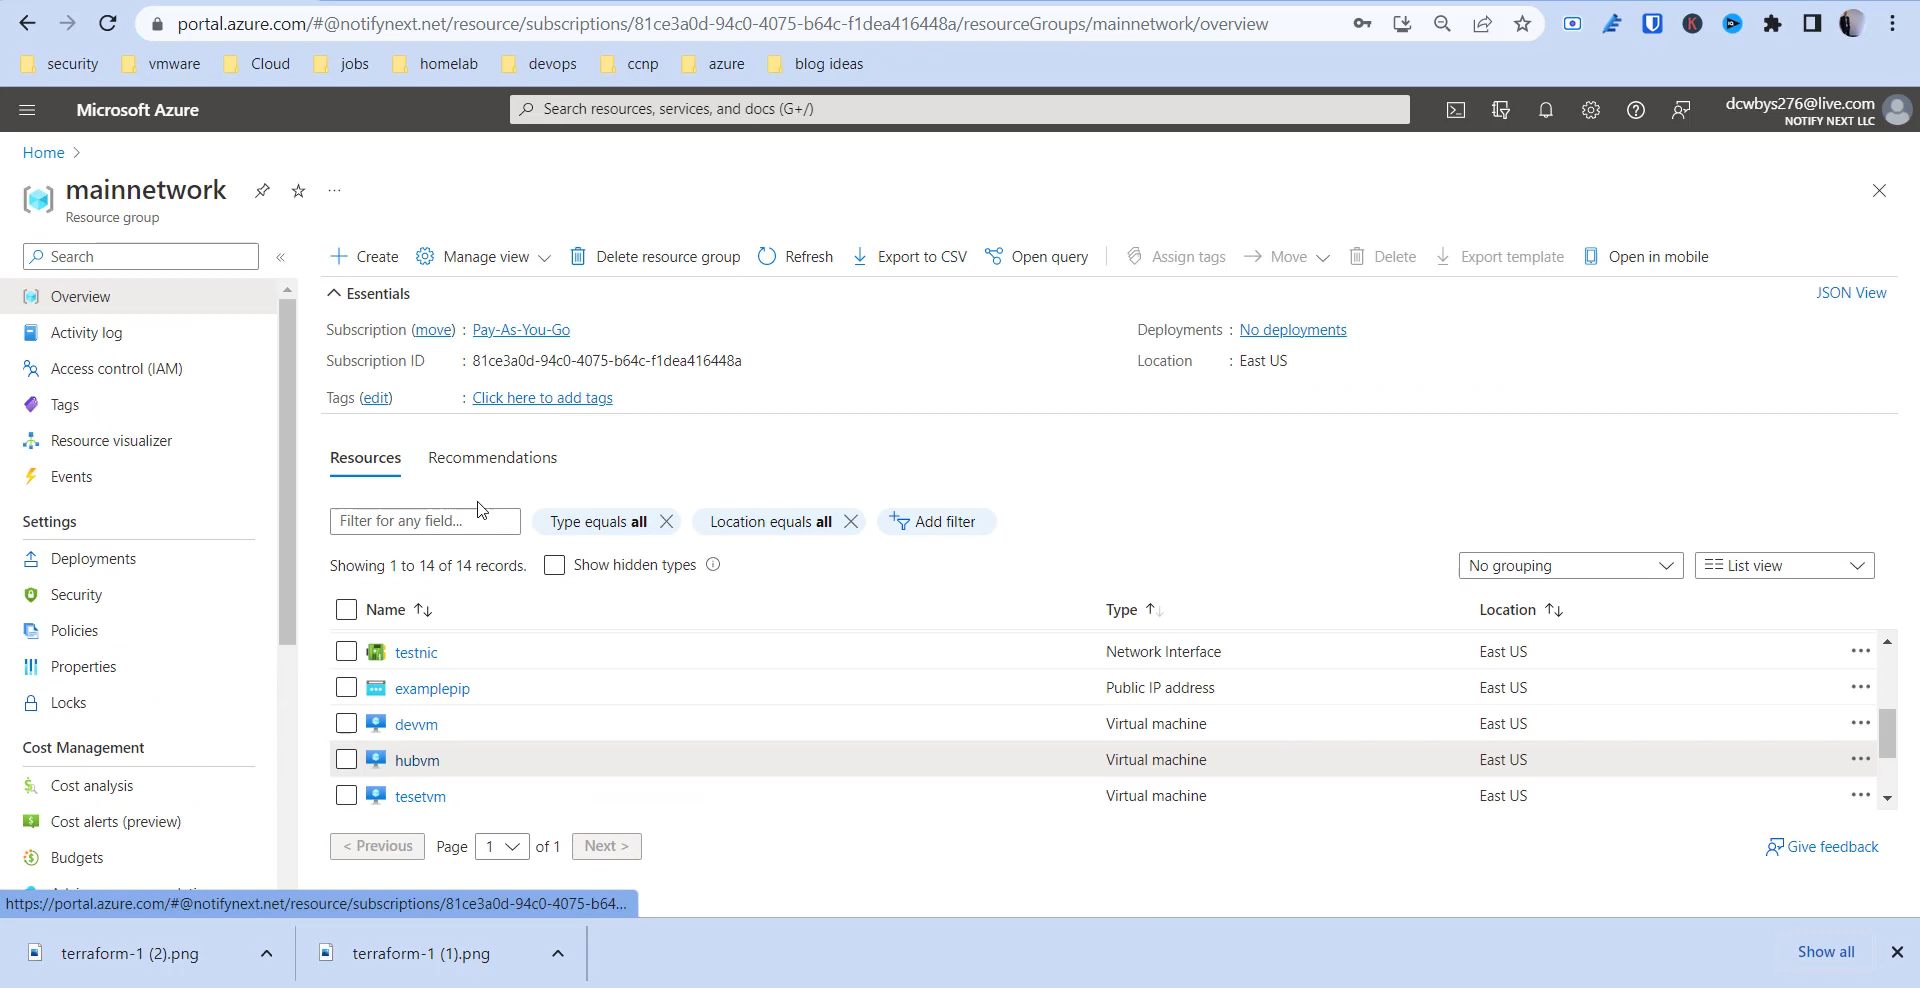 portal.azure.com/#@notifynext.net/resource/subscriptions/81ce3a0d-94c0-4075-b64c-f1dea416448a/resourceGroups/mainnetwork/overview
security vmware Cloud jobs homelab devops ccnp azure blog ideas
Microsoft Azure
Search resources, services, and docs (G+/)
dcwbys276@live.com
NOTIFY NEXT LLC
Home >
mainnetwork
Resource group
Search «
Create Manage view Delete resource group Refresh Export to CSV Open query Assign tags Move Delete Export template Open in mobile
Overview
Activity log
Access control (IAM)
Tags
Resource visualizer
Events
Settings
Deployments
Security
Policies
Properties
Locks
Cost Management
Cost analysis
Cost alerts (preview)
Budgets
Essentials
JSON View
Subscription (move) : Pay-As-You-Go
Subscription ID : 81ce3a0d-94c0-4075-b64c-f1dea416448a
Tags (edit) : Click here to add tags
Deployments : No deployments
Location : East US
Resources Recommendations
Filter for any field... Type equals all Location equals all Add filter
Showing 1 to 14 of 14 records. Show hidden types
No grouping List view
Name Type Location
testnic Network Interface East US
examplepip Public IP address East US
devvm Virtual machine East US
hubvm Virtual machine East US
tesetvm Virtual machine East US
< Previous Page 1 of 1 Next >
Give feedback
https://portal.azure.com/#@notifynext.net/resource/subscriptions/81ce3a0d-94c0-4075-b64...
terraform-1 (2).png terraform-1 (1).png Show all